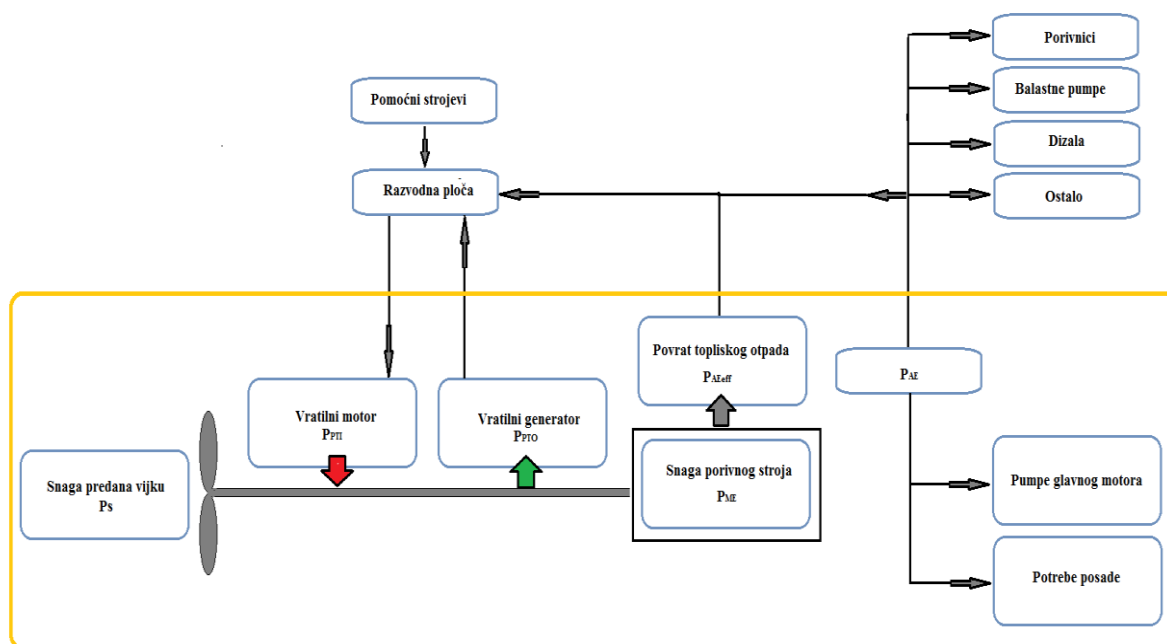 Porivnici
Pomoćni strojevi
Balastne pumpe
Dizala
Razvodna ploča
Ostalo
Povrat topliskog otpada
PAEeff
PAE
Vratilni motor
PPTI
Vratilni generator
PPTO
Snaga predana vijku
Ps
Snaga porivnog stroja
PME
Pumpe glavnog motora
Potrebe posade